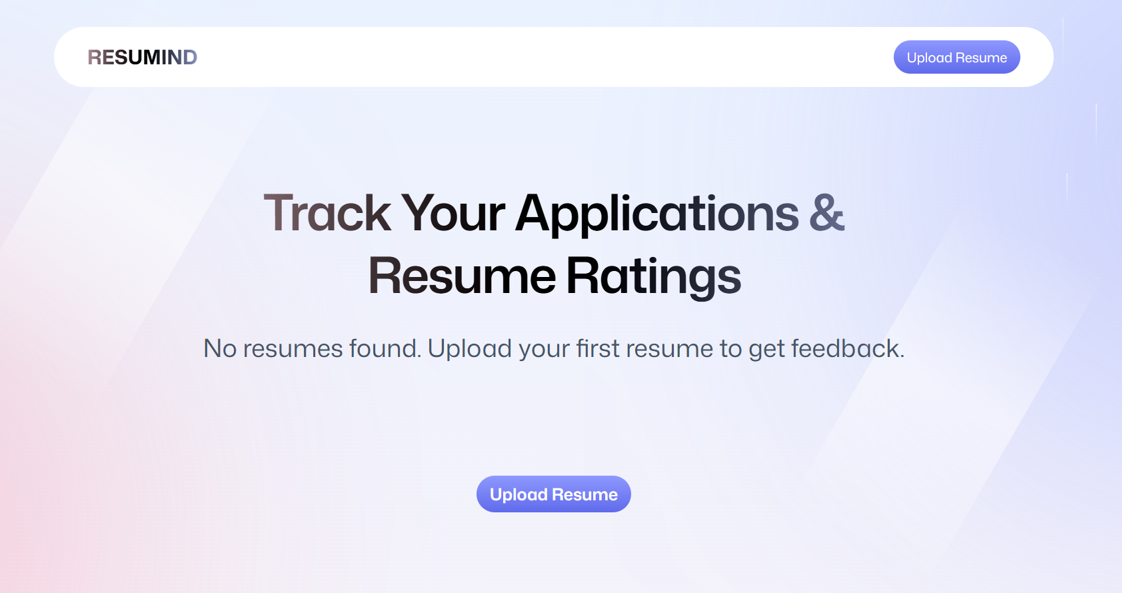 RESUMIND
Upload Resume
Track Your Applications &
Resume Ratings
No resumes found. Upload your first resume to get feedback.
Upload Resume